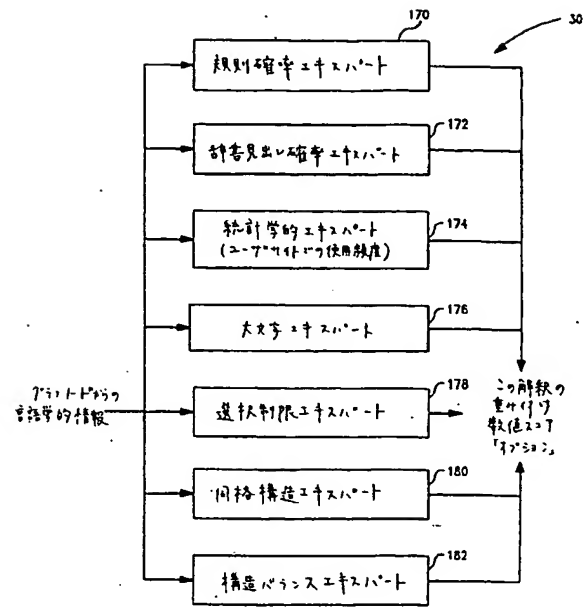 30
170
規則確率エキスパート
172
辞書見出し確率エキスパート
174
統計学的エキスパート
(ユーザサイトでの使用頻度)
176
大文字エキスパート
グラフノードからの
言語学的情報
178
選択制限エキスパート
この解釈の
重み付け
数値スコア
「オプション」
180
同格構造エキスパート
182
構造バランスエキスパート